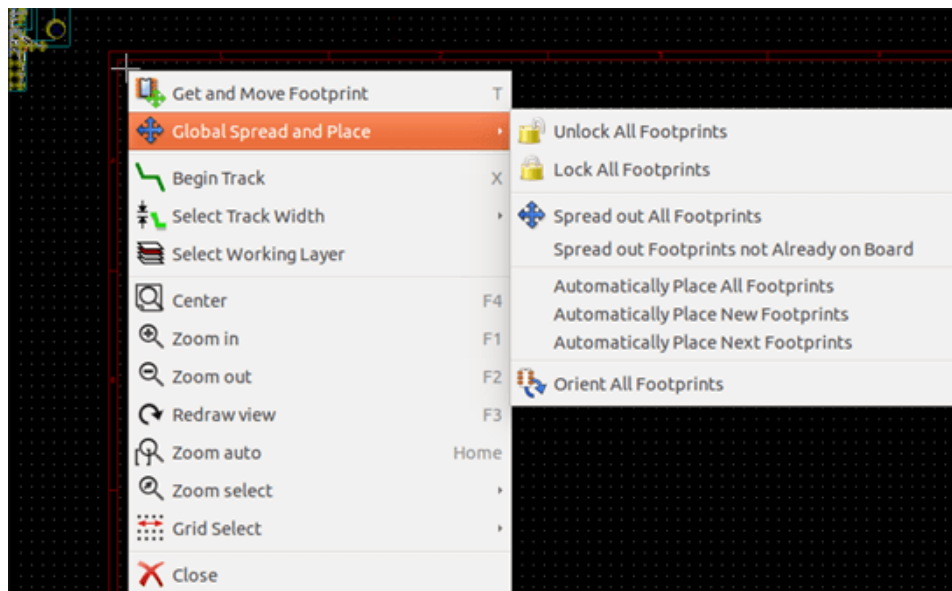 Get and Move Footprint T
Global Spread and Place
Begin Track X
Select Track Width
Select Working Layer
Center F4
Zoom in F1
Zoom out F2
Redraw view F3
Zoom auto Home
Zoom select
Grid Select
Close
Unlock All Footprints
Lock All Footprints
Spread out All Footprints
Spread out Footprints not Already on Board
Automatically Place All Footprints
Automatically Place New Footprints
Automatically Place Next Footprints
Orient All Footprints